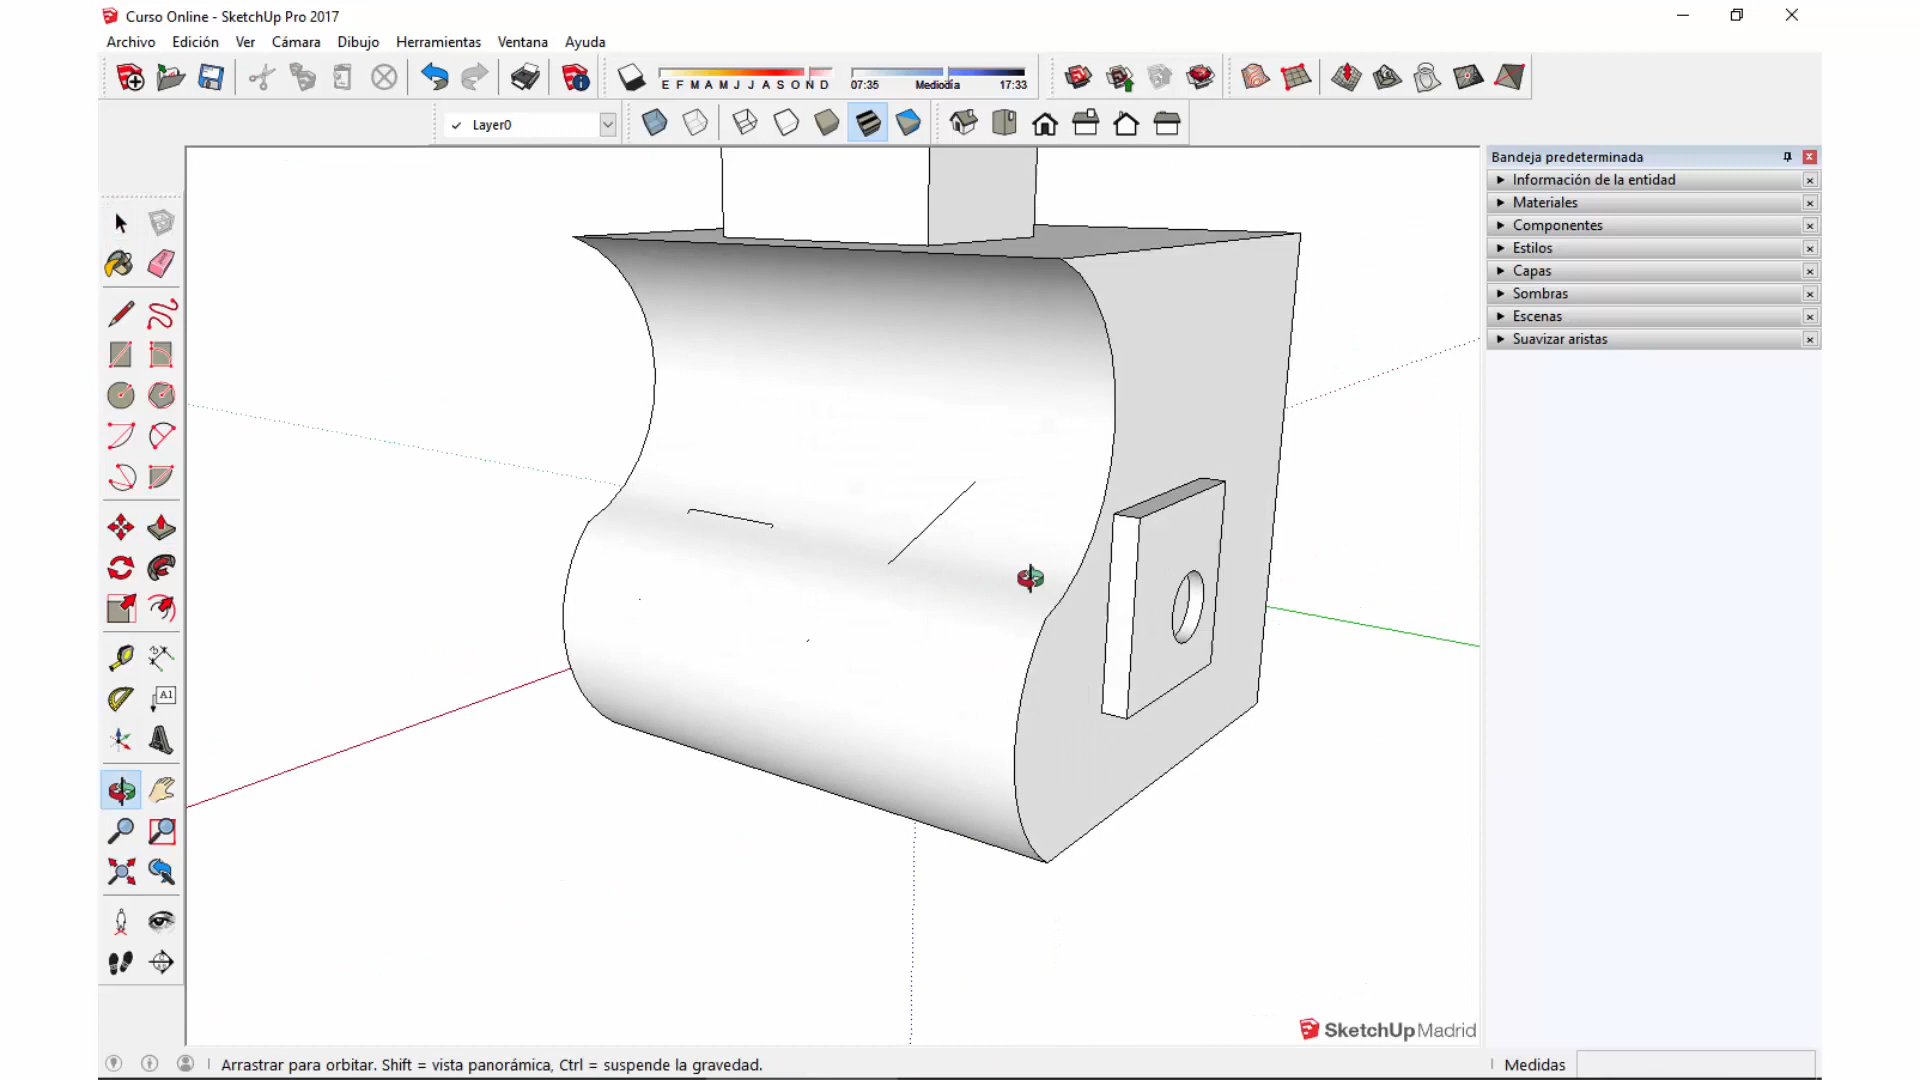 Curso Online - SketchUp Pro 2017
Archivo Edición Ver Cámara Dibujo Herramientas Ventana Ayuda
E F M A M J J A S O N D
07:35 Mediodía 17:33
Layer0
Bandeja predeterminada
Información de la entidad
Materiales
Componentes
Estilos
Capas
Sombras
Escenas
Suavizar aristas
A1
SketchUp Madrid
Arrastrar para orbitar. Shift = vista panorámica, Ctrl = suspende la gravedad.
Medidas